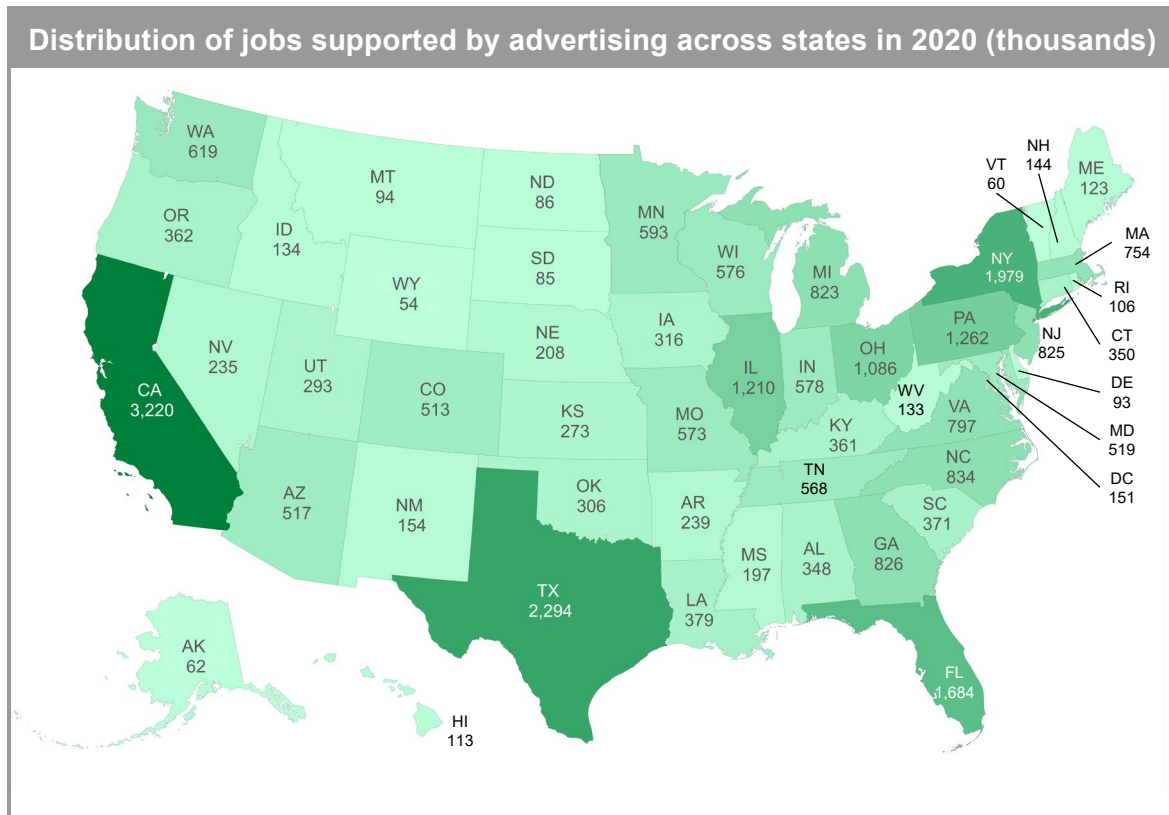 Distribution of jobs supported by advertising across states in 2020 (thousands)
WA
619
OR
362
CA
3,220
NV
235
ID
134
MT
94
WY
54
UT
293
CO
513
AZ
517
NM
154
ND
86
SD
85
NE
208
KS
273
OK
306
TX
2,294
MN
593
IA
316
MO
573
AR
239
LA
379
WI
576
IL
1,210
MI
823
IN
578
OH
1,086
KY
361
TN
568
MS
197
AL
348
GA
826
FL
1,684
SC
371
NC
834
VA
797
WV
133
PA
1,262
NY
1,979
VT
60
NH
144
ME
123
MA
754
RI
106
CT
350
NJ
825
DE
93
MD
519
DC
151
AK
62
HI
113